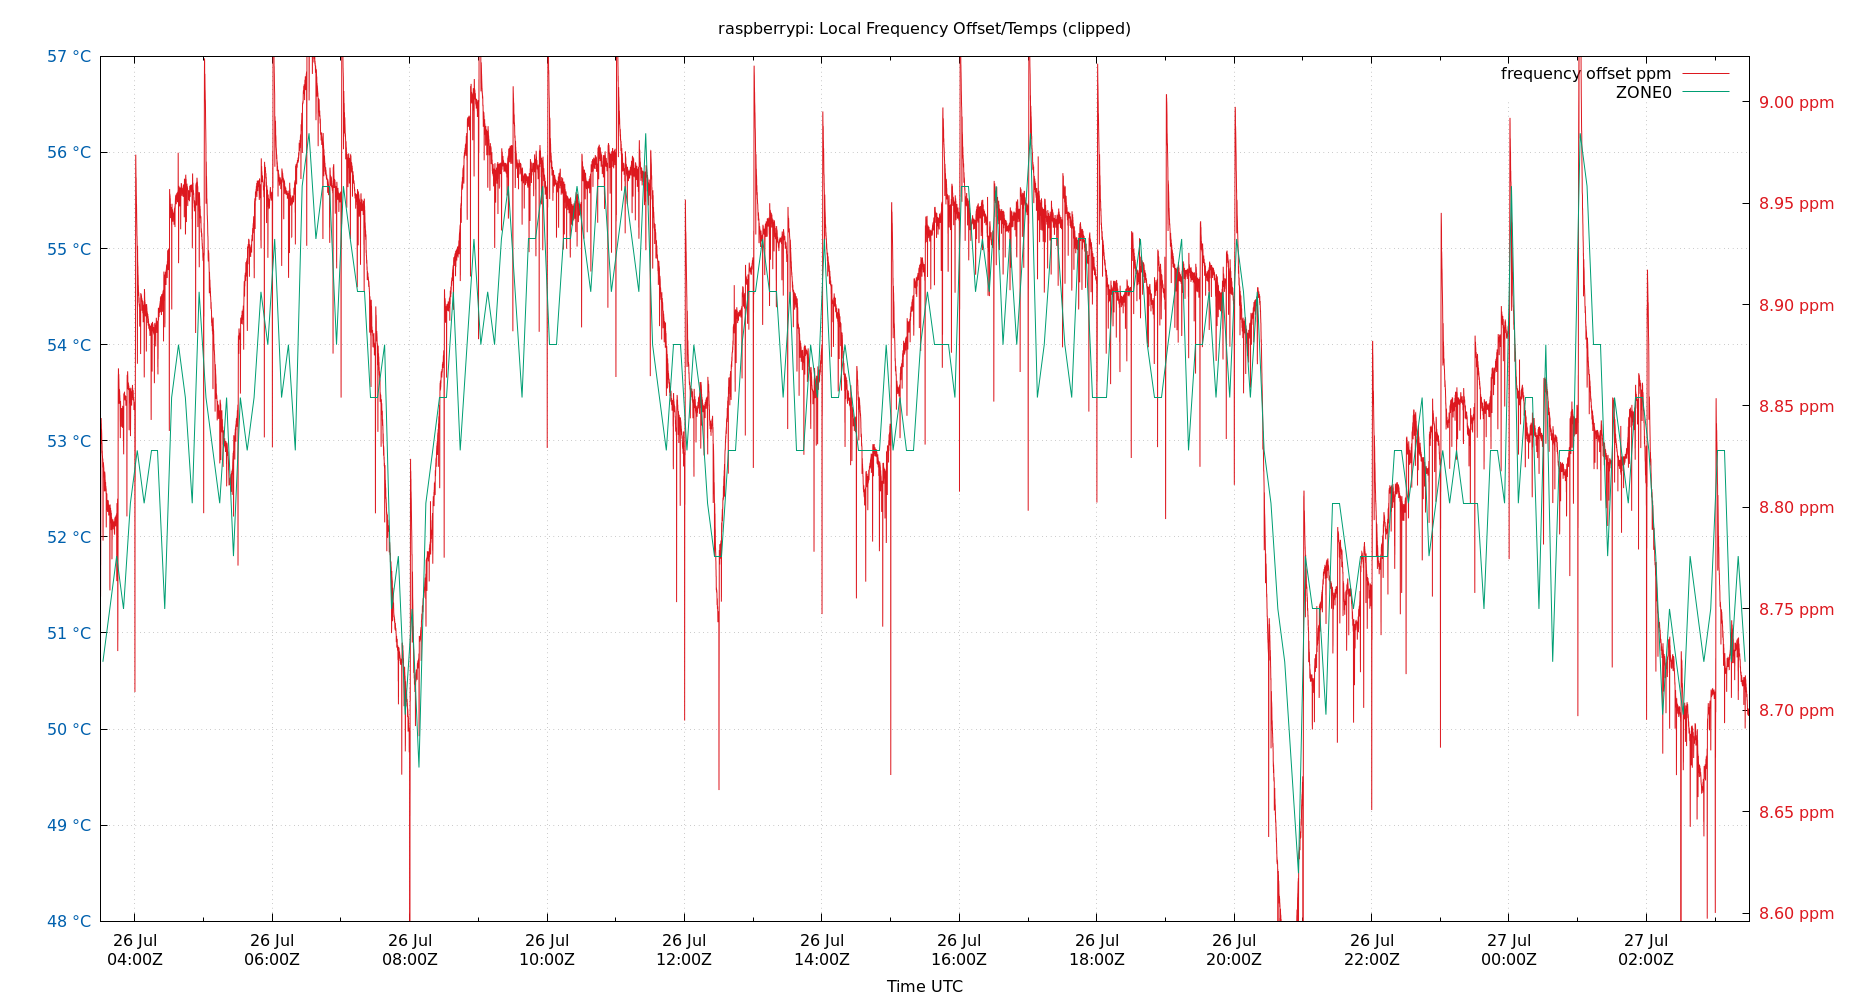 raspberrypi: Local Frequency Offset/Temps (clipped)
57 °C
56 °C
55 °C
54 °C
53 °C
52 °C
51 °C
50 °C
49 °C
48 °C
frequency offset ppm
ZONE0
9.00 ppm
8.95 ppm
8.90 ppm
8.85 ppm
8.80 ppm
8.75 ppm
8.70 ppm
8.65 ppm
8.60 ppm
26 Jul
04:00Z
26 Jul
06:00Z
26 Jul
08:00Z
26 Jul
10:00Z
26 Jul
12:00Z
26 Jul
14:00Z
26 Jul
16:00Z
26 Jul
18:00Z
26 Jul
20:00Z
26 Jul
22:00Z
27 Jul
00:00Z
27 Jul
02:00Z
Time UTC